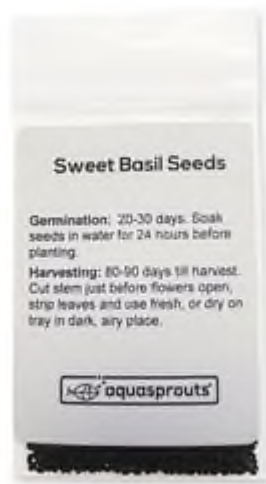 Sweet Basil Seeds
Germination: 20-30 days. Soak
seeds in water for 24 hours before
planting.
Harvesting: 80-90 days till harvest.
Cut stem just before flowers open,
strip leaves and use fresh, or dry on
tray in dark, airy place.
aquasprouts